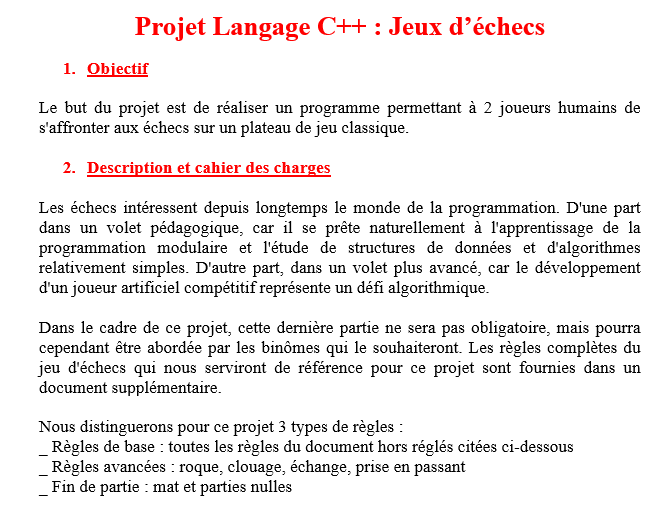 Projet Langage C++ : Jeux d'échecs
1. Objectif
Le but du projet est de réaliser un programme permettant à 2 joueurs humains de
s'affronter aux échecs sur un plateau de jeu classique.
2. Description et cahier des charges
Les échecs intéressent depuis longtemps le monde de la programmation. D'une part
dans un volet pédagogique, car il se prête naturellement à l'apprentissage de la
programmation modulaire et l'étude de structures de données et d'algorithmes
relativement simples. D'autre part, dans un volet plus avancé, car le développement
d'un joueur artificiel compétitif représente un défi algorithmique.
Dans le cadre de ce projet, cette dernière partie ne sera pas obligatoire, mais pourra
cependant être abordée par les binômes qui le souhaiteront. Les règles complètes du
jeu d'échecs qui nous serviront de référence pour ce projet sont fournies dans un
document supplémentaire.
Nous distinguerons pour ce projet 3 types de règles :
_ Règles de base : toutes les règles du document hors réglés citées ci-dessous
_ Règles avancées : roque, clouage, échange, prise en passant
_ Fin de partie : mat et parties nulles